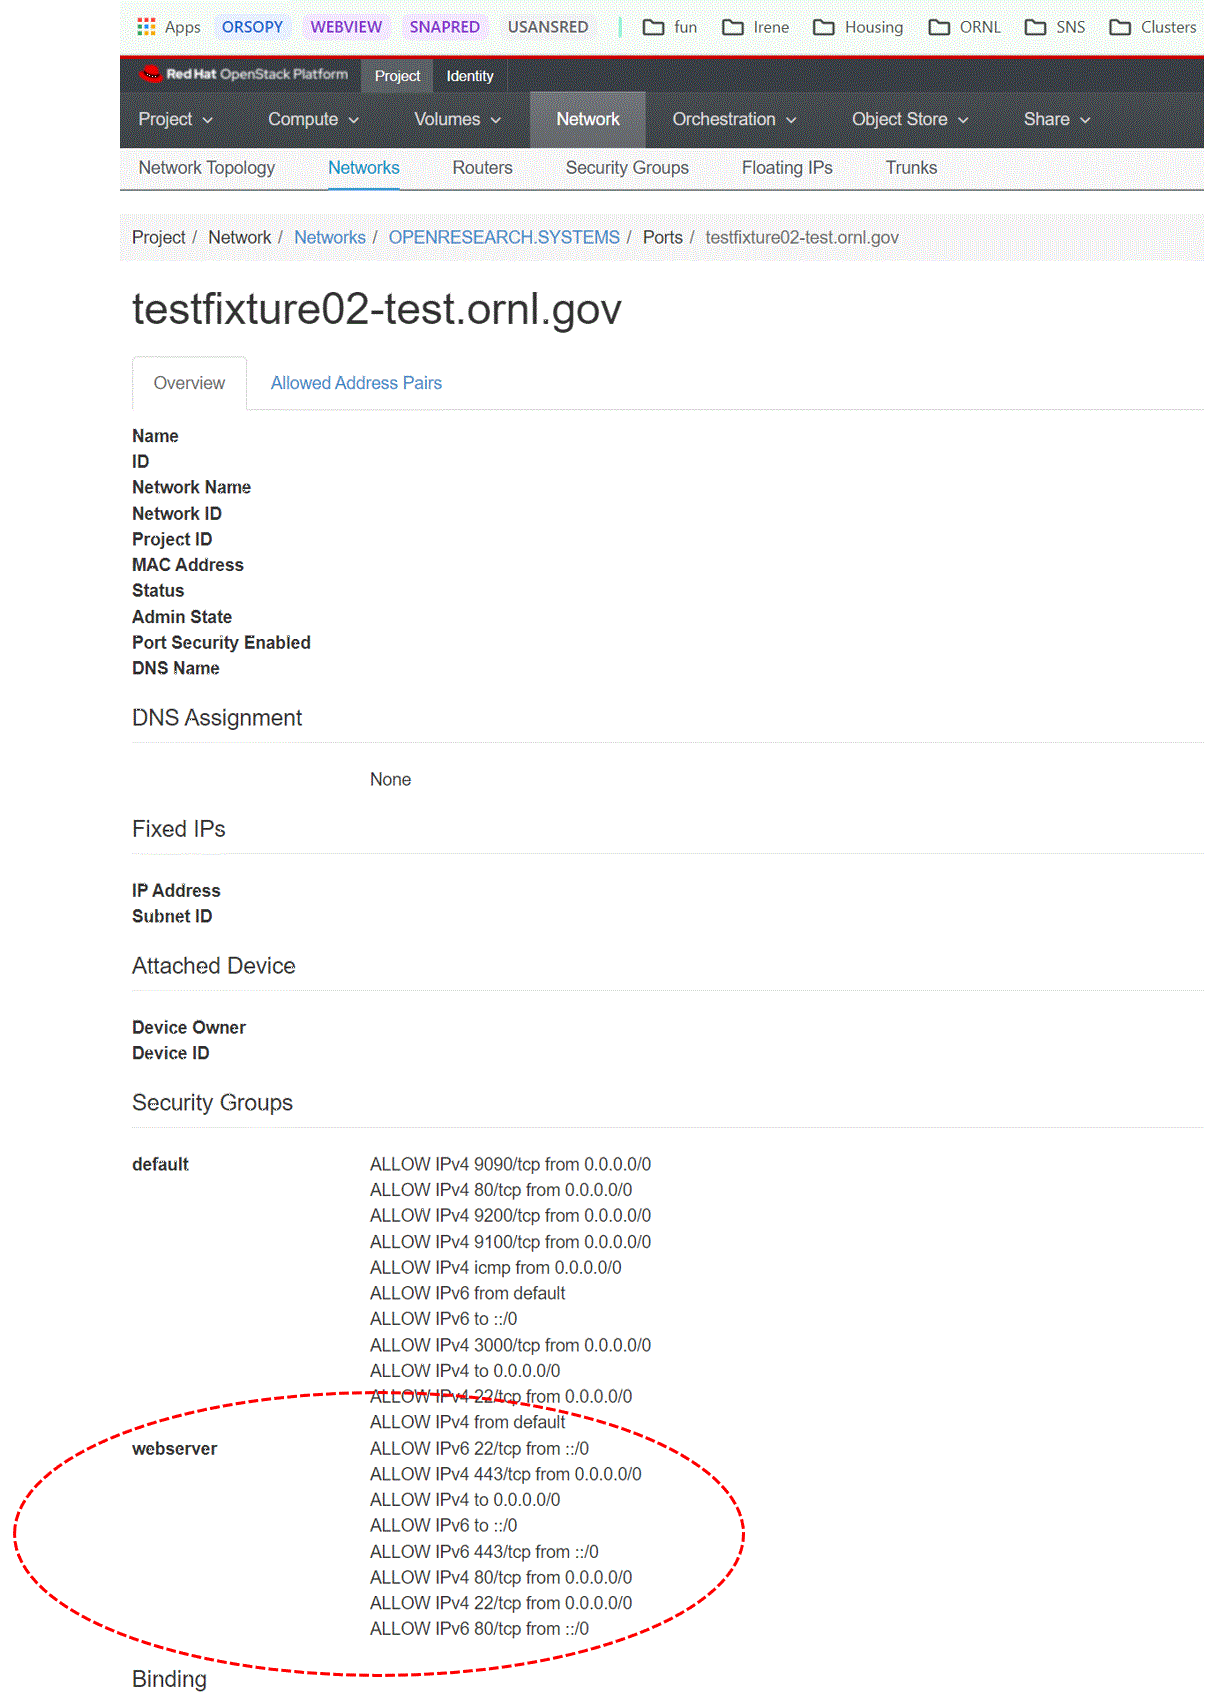 Apps ORSOPY WEBVIEW SNAPRED USANSRED fun Irene Housing ORNL SNS Clusters
Red Hat OpenStack Platform Project Identity
Project Compute Volumes Network Orchestration Object Store Share
Network Topology Networks Routers Security Groups Floating IPs Trunks
Project / Network / Networks / OPENRESEARCH.SYSTEMS / Ports / testfixture02-test.ornl.gov
testfixture02-test.ornl.gov
Overview Allowed Address Pairs
Name
ID
Network Name
Network ID
Project ID
MAC Address
Status
Admin State
Port Security Enabled
DNS Name
DNS Assignment
None
Fixed IPs
IP Address
Subnet ID
Attached Device
Device Owner
Device ID
Security Groups
default ALLOW IPv4 9090/tcp from 0.0.0.0/0
ALLOW IPv4 80/tcp from 0.0.0.0/0
ALLOW IPv4 9200/tcp from 0.0.0.0/0
ALLOW IPv4 9100/tcp from 0.0.0.0/0
ALLOW IPv4 icmp from 0.0.0.0/0
ALLOW IPv6 from default
ALLOW IPv6 to ::/0
ALLOW IPv4 3000/tcp from 0.0.0.0/0
ALLOW IPv4 to 0.0.0.0/0
ALLOW IPv4 22/tcp from 0.0.0.0/0
ALLOW IPv4 from default
webserver ALLOW IPv6 22/tcp from ::/0
ALLOW IPv4 443/tcp from 0.0.0.0/0
ALLOW IPv4 to 0.0.0.0/0
ALLOW IPv6 to ::/0
ALLOW IPv6 443/tcp from ::/0
ALLOW IPv4 80/tcp from 0.0.0.0/0
ALLOW IPv4 22/tcp from 0.0.0.0/0
ALLOW IPv6 80/tcp from ::/0
Binding